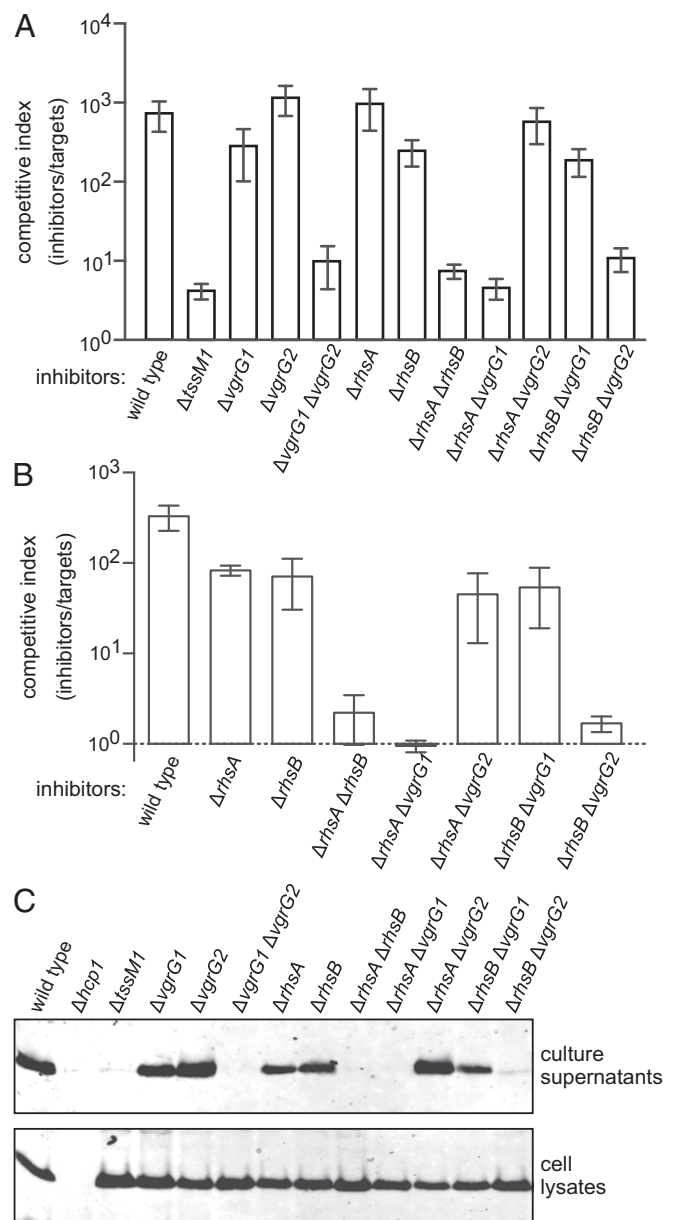 A
competitive index
(inhibitors/targets)
10⁴
10³
10²
10¹
10⁰
inhibitors:
wild type
ΔtssM1
ΔvgrG1
ΔvgrG2
ΔvgrG1 ΔvgrG2
ΔrhsA
ΔrhsB
ΔrhsA ΔrhsB
ΔrhsA ΔvgrG1
ΔrhsA ΔvgrG2
ΔrhsB ΔvgrG1
ΔrhsB ΔvgrG2
B
competitive index
(inhibitors/targets)
10³
10²
10¹
10⁰
inhibitors:
wild type
ΔrhsA
ΔrhsB
ΔrhsA ΔrhsB
ΔrhsA ΔvgrG1
ΔrhsA ΔvgrG2
ΔrhsB ΔvgrG1
ΔrhsB ΔvgrG2
C
wild type
Δhcp1
ΔtssM1
ΔvgrG1
ΔvgrG2
ΔvgrG1 ΔvgrG2
ΔrhsA
ΔrhsB
ΔrhsA ΔrhsB
ΔrhsA ΔvgrG1
ΔrhsA ΔvgrG2
ΔrhsB ΔvgrG1
ΔrhsB ΔvgrG2
culture
supernatants
cell
lysates